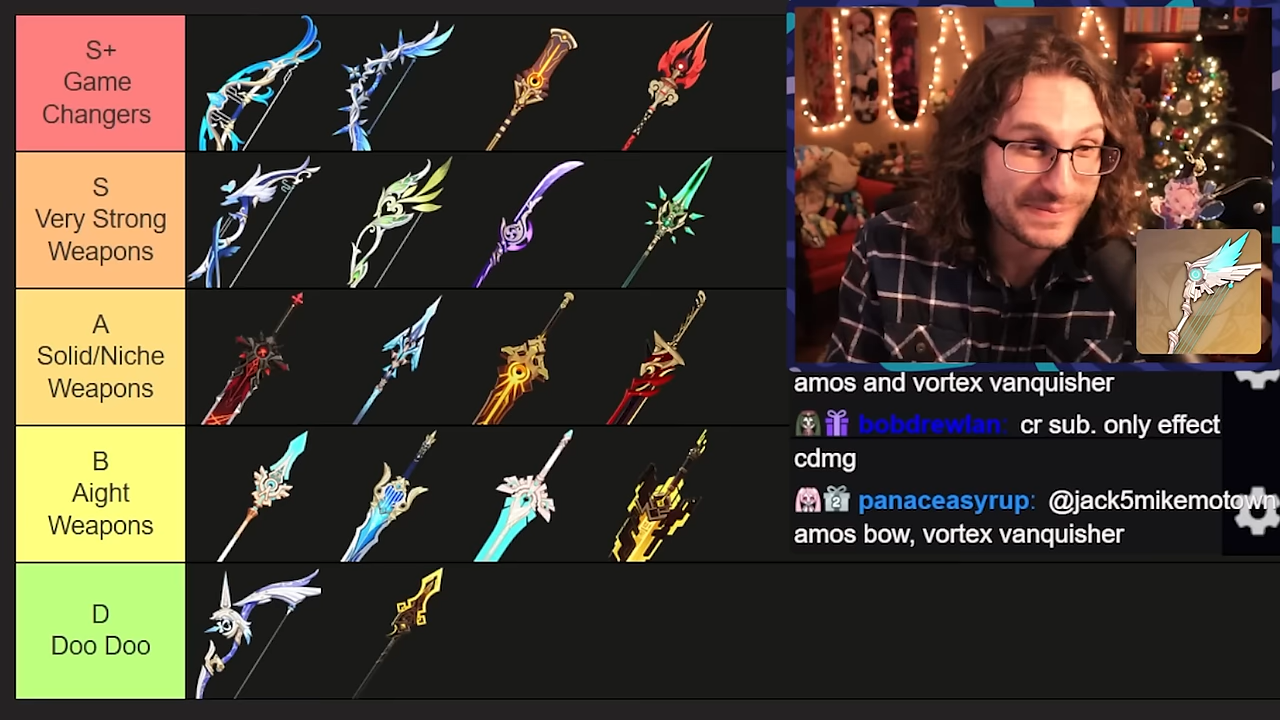 S+
Game
Changers
S
Very Strong
Weapons
A
Solid/Niche
Weapons
B
Aight
Weapons
D
Doo Doo
amos and vortex vanquisher
bobdrewlan: cr sub. only effect
cdmg
2 panaceasyrup: @jack5mikemotown
amos bow, vortex vanquisher